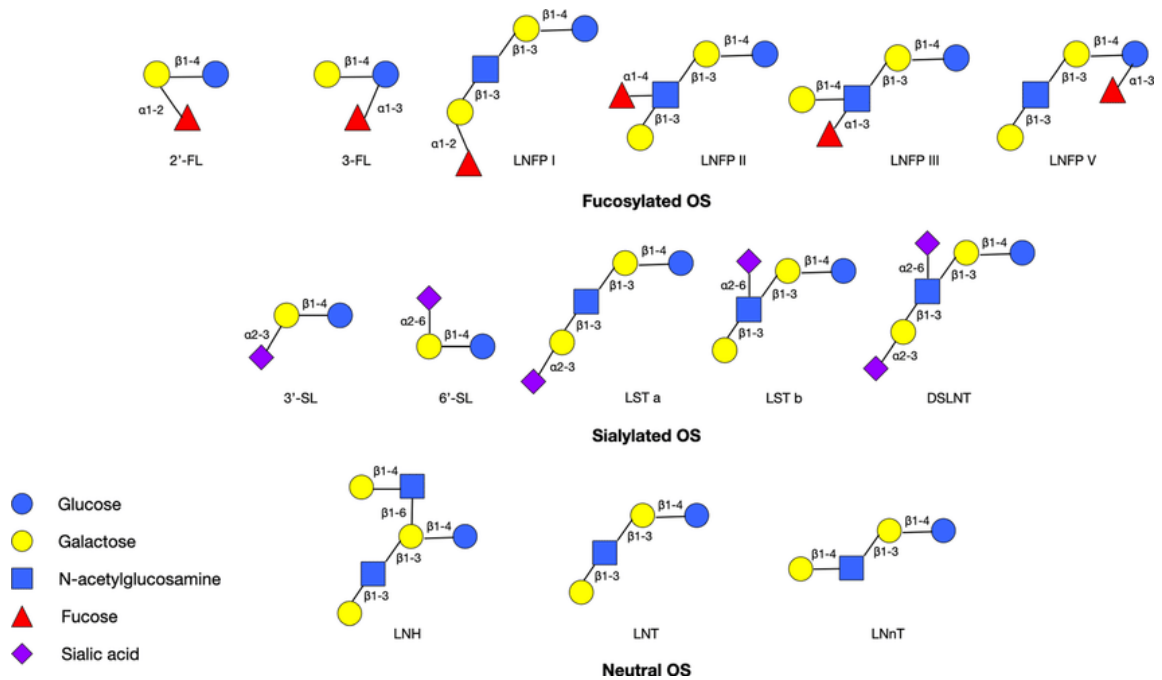 β1-4
α1-2
2'-FL
β1-4
α1-3
3-FL
β1-4
β1-3
β1-3
α1-2
LNFP I
β1-4
α1-4
β1-3
β1-3
LNFP II
β1-4
β1-4
β1-3
α1-3
LNFP III
β1-4
α1-3
β1-3
β1-3
LNFP V
Fucosylated OS
β1-4
α2-3
3'-SL
α2-6
β1-4
6'-SL
β1-4
β1-3
β1-3
α2-3
LST a
β1-4
α2-6
β1-3
β1-3
LST b
β1-4
α2-6
β1-3
β1-3
α2-3
DSLNT
Sialylated OS
β1-4
β1-6
β1-4
β1-3
β1-3
LNH
β1-4
β1-3
β1-3
LNT
β1-4
β1-4
β1-3
LNnT
Neutral OS
Glucose
Galactose
N-acetylglucosamine
Fucose
Sialic acid